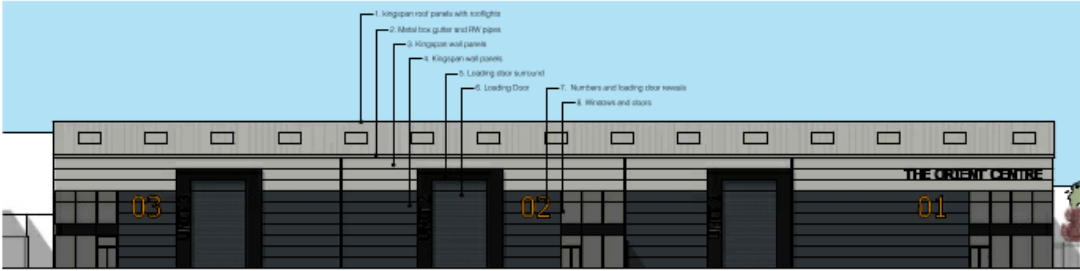 1. kingspan roof panels with rooflights
2. Metal box gutter and RW pipes
3. Kingspan wall panels
4. Kingspan wall panels
5. Loading door surround
6. Loading Door
7. Numbers and loading door reveals
8. Windows and doors
THE ORIENT CENTRE
03
02
01